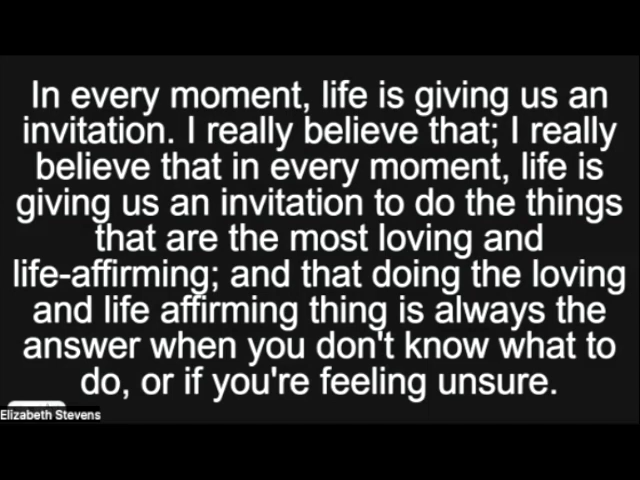 In every moment, life is giving us an
invitation. I really believe that; I really
believe that in every moment, life is
giving us an invitation to do the things
that are the most loving and
life-affirming; and that doing the loving
and life affirming thing is always the
answer when you don't know what to
do, or if you're feeling unsure.
Elizabeth Stevens